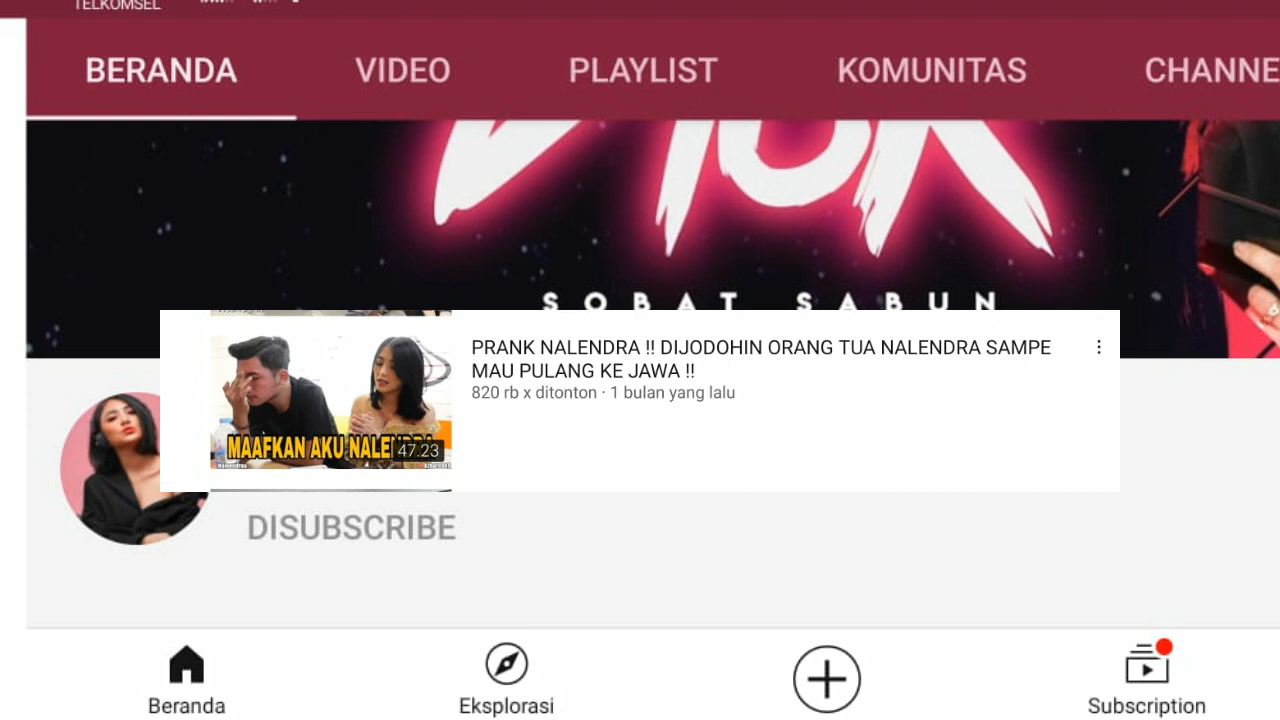 TELKOMSEL
BERANDA VIDEO PLAYLIST KOMUNITAS CHANNE
SOBAT SABUN
PRANK NALENDRA !! DIJODOHIN ORANG TUA NALENDRA SAMPE
MAU PULANG KE JAWA !!
820 rb x ditonton · 1 bulan yang lalu
MAAFKAN AKU NALENDRA
47.23
DISUBSCRIBE
Beranda Eksplorasi Subscription